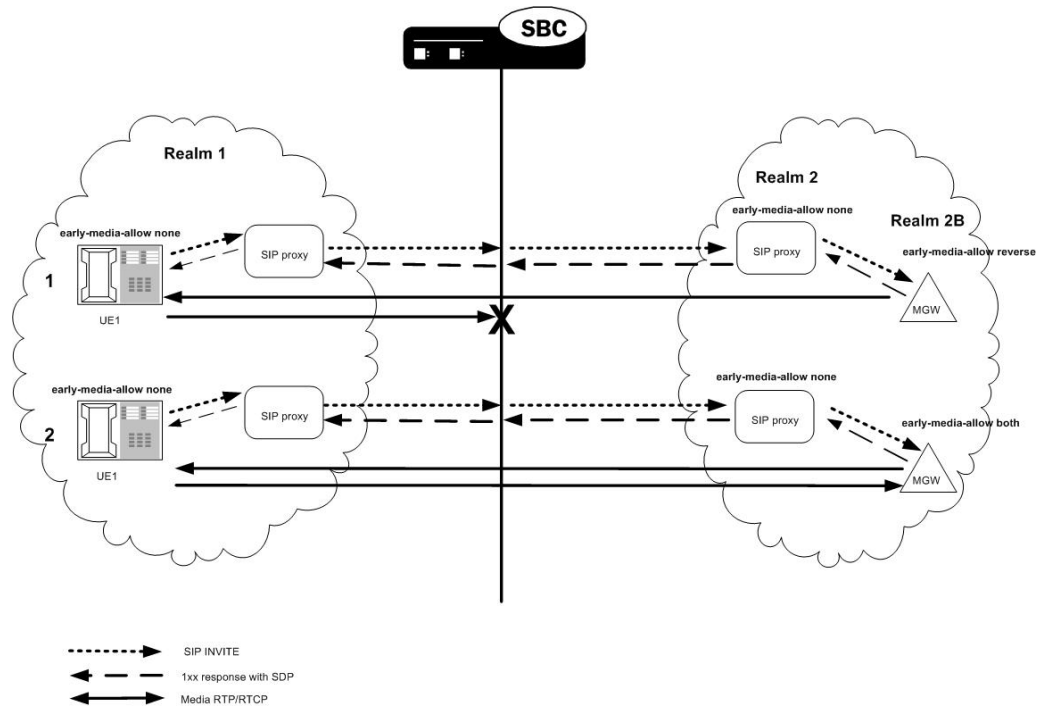 SBC
Realm 1
Realm 2
Realm 2B
early-media-allow none
early-media-allow none
early-media-allow reverse
1
SIP proxy
SIP proxy
MGW
UE1
X
early-media-allow none
early-media-allow none
early-media-allow both
2
SIP proxy
SIP proxy
MGW
UE1
SIP INVITE
1xx response with SDP
Media RTP/RTCP